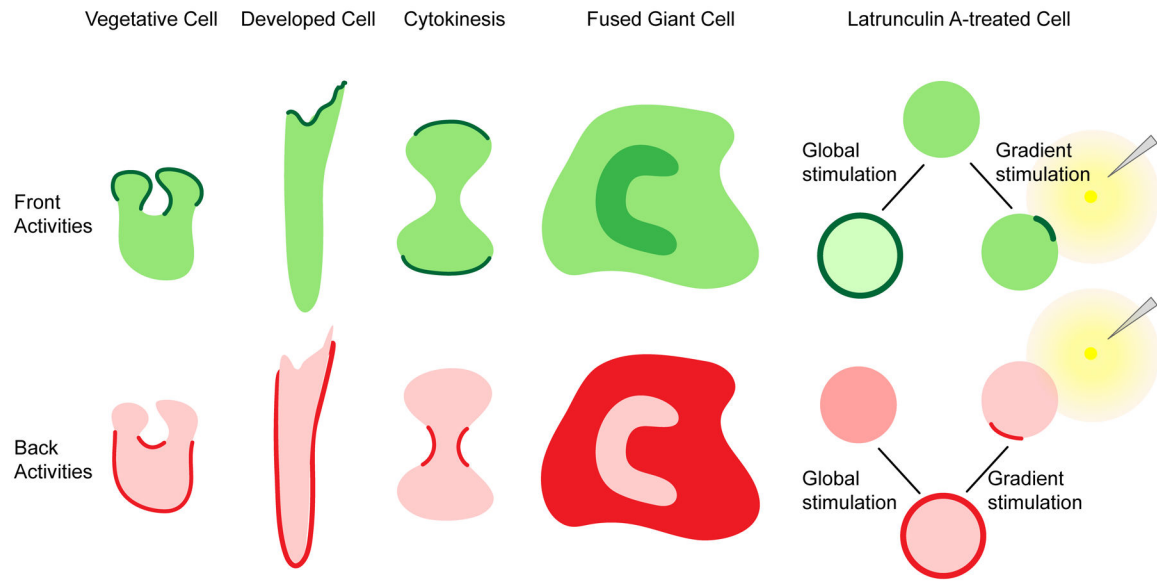 Vegetative Cell
Developed Cell
Cytokinesis
Fused Giant Cell
Latrunculin A-treated Cell
Front
Activities
Global
stimulation
Gradient
stimulation
Back
Activities
Global
stimulation
Gradient
stimulation